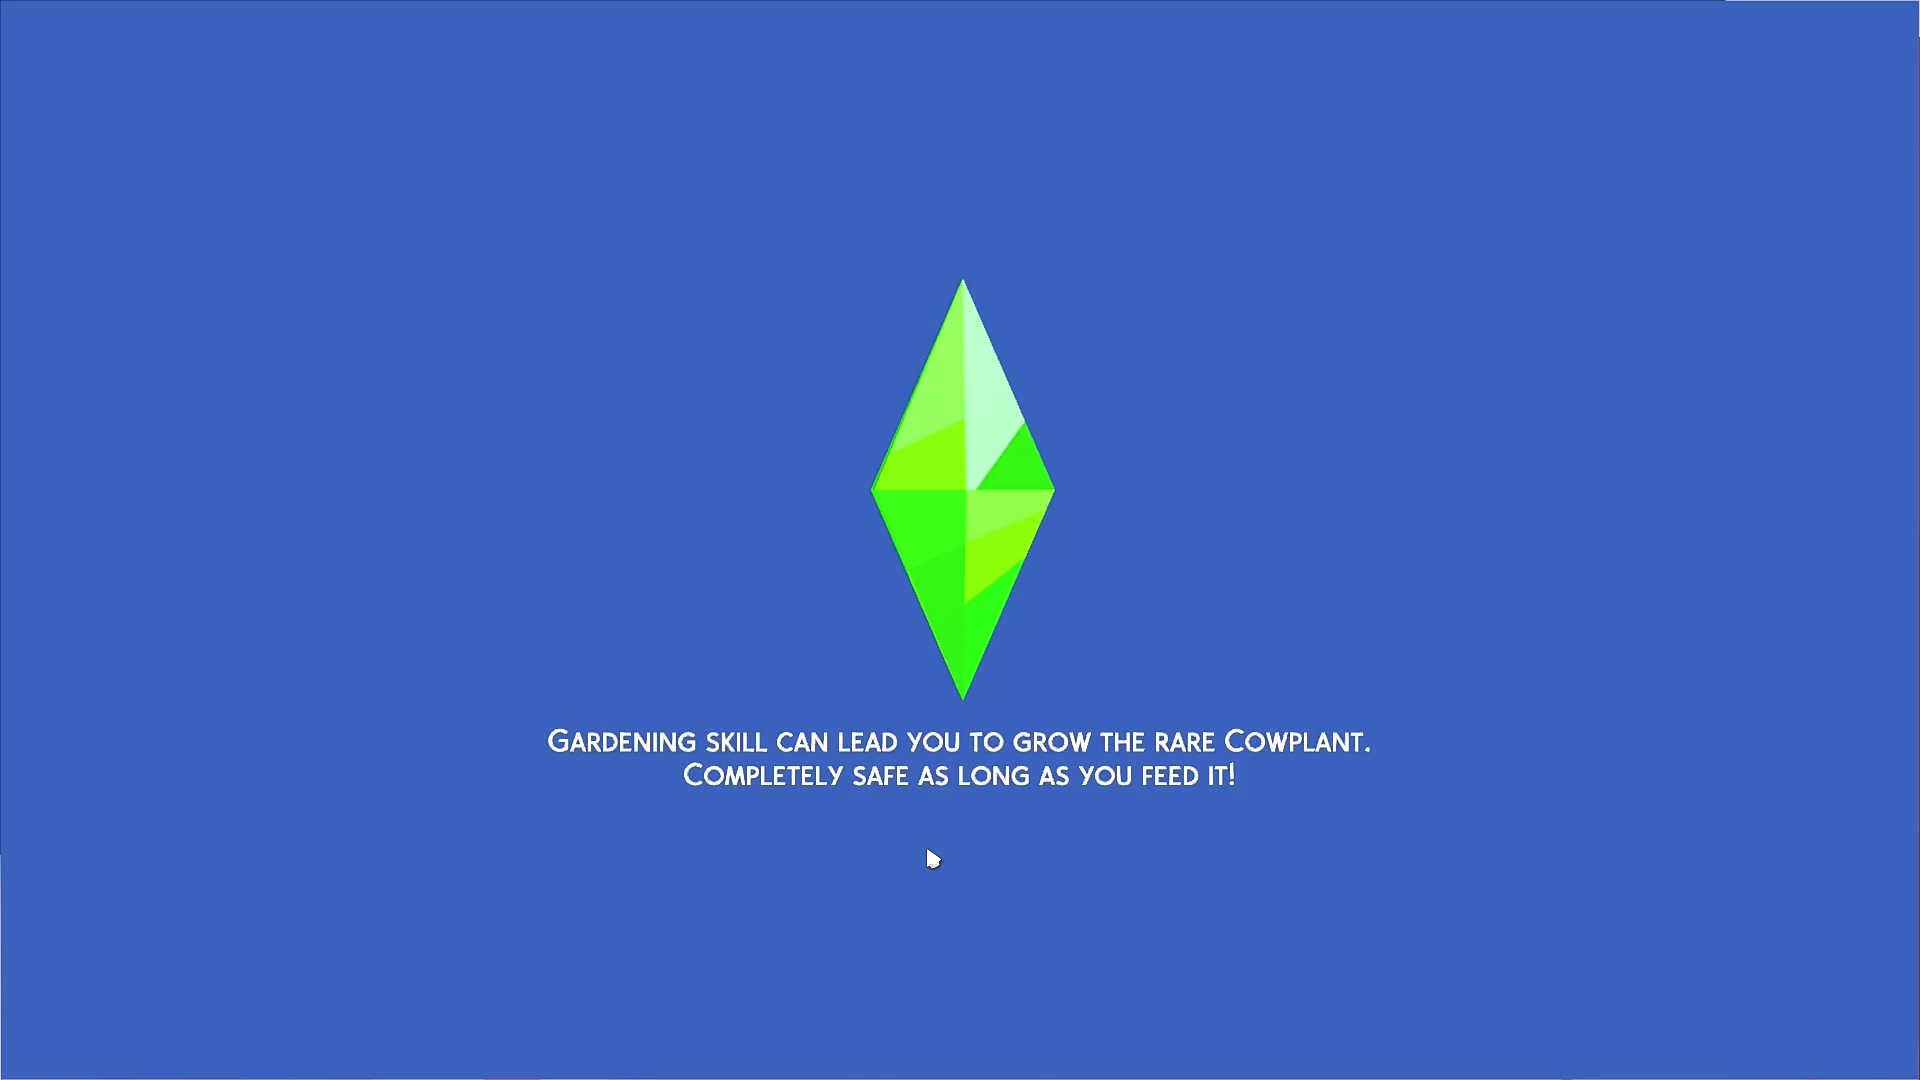 Gardening skill can lead you to grow the rare Cowplant.
Completely safe as long as you feed it!